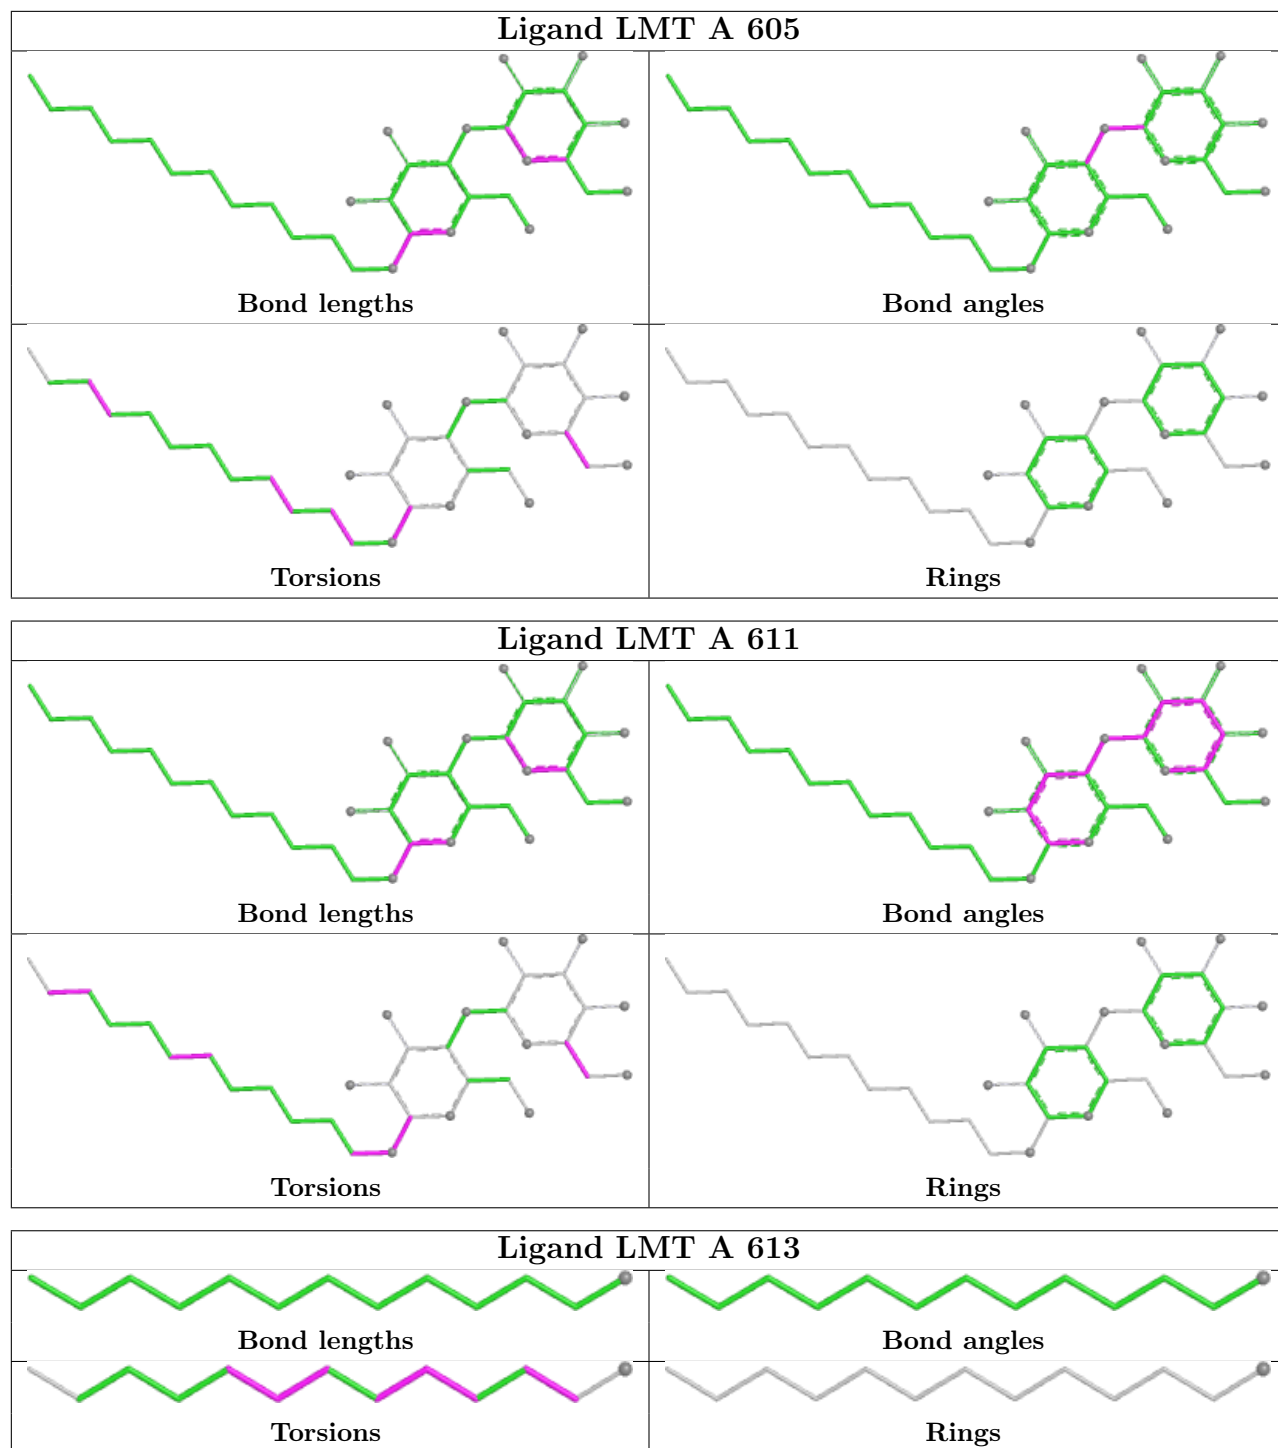 Ligand LMT A 605
Bond lengths
Bond angles
Torsions
Rings
Ligand LMT A 611
Bond lengths
Bond angles
Torsions
Rings
Ligand LMT A 613
Bond lengths
Bond angles
Torsions
Rings